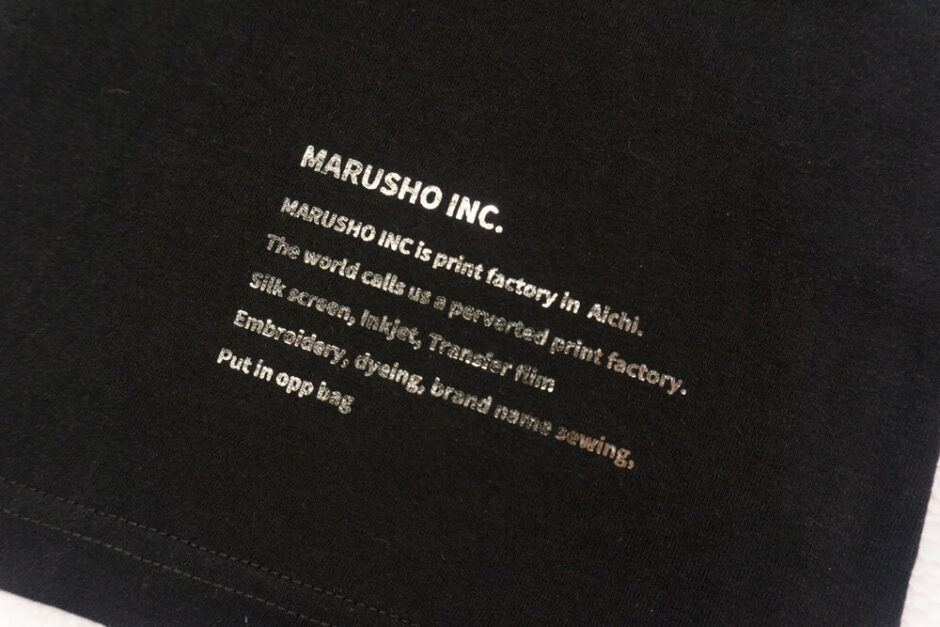 MARUSHO INC.
MARUSHO INC is print factory in Aichi.
The world calls us a perverted print factory.
Silk screen, Inkjet, Transfer film
Embroidery, dyeing, brand name sewing,
Put in opp bag